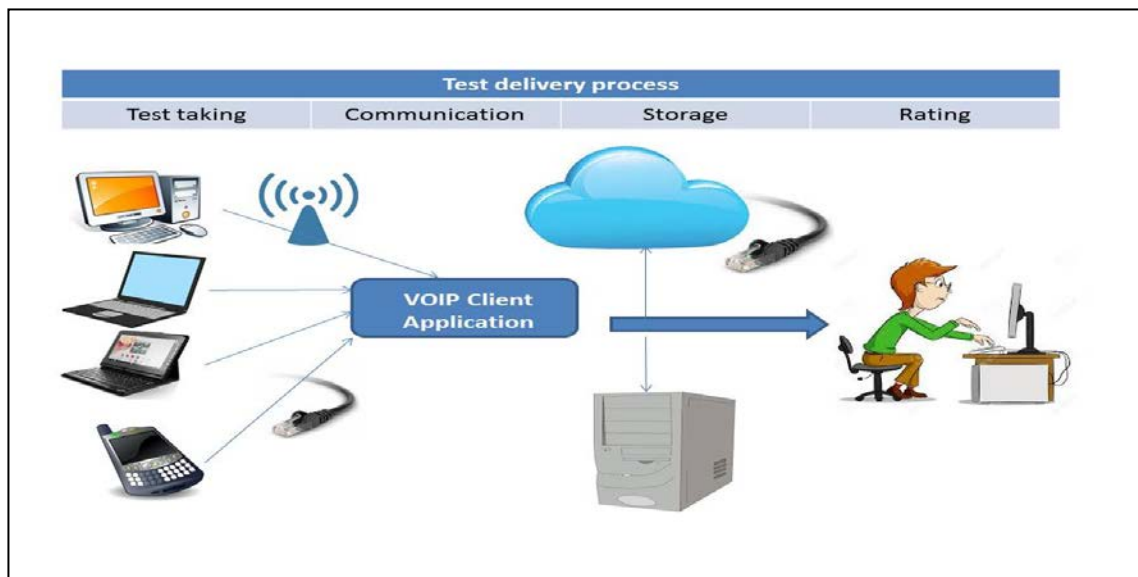 Test delivery process
Test taking
Communication
Storage
Rating
VOIP Client
Application